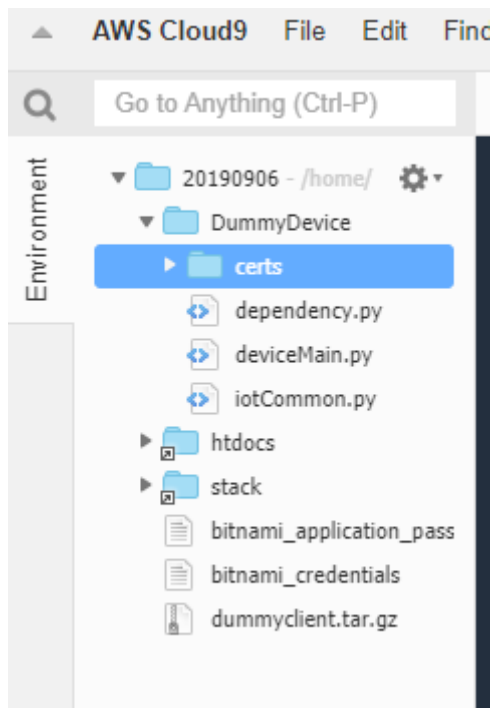 AWS Cloud9 File Edit Find
Go to Anything (Ctrl-P)
Environment
20190906 - /home/
DummyDevice
certs
dependency.py
deviceMain.py
iotCommon.py
htdocs
stack
bitnami_application_pass
bitnami_credentials
dummyclient.tar.gz